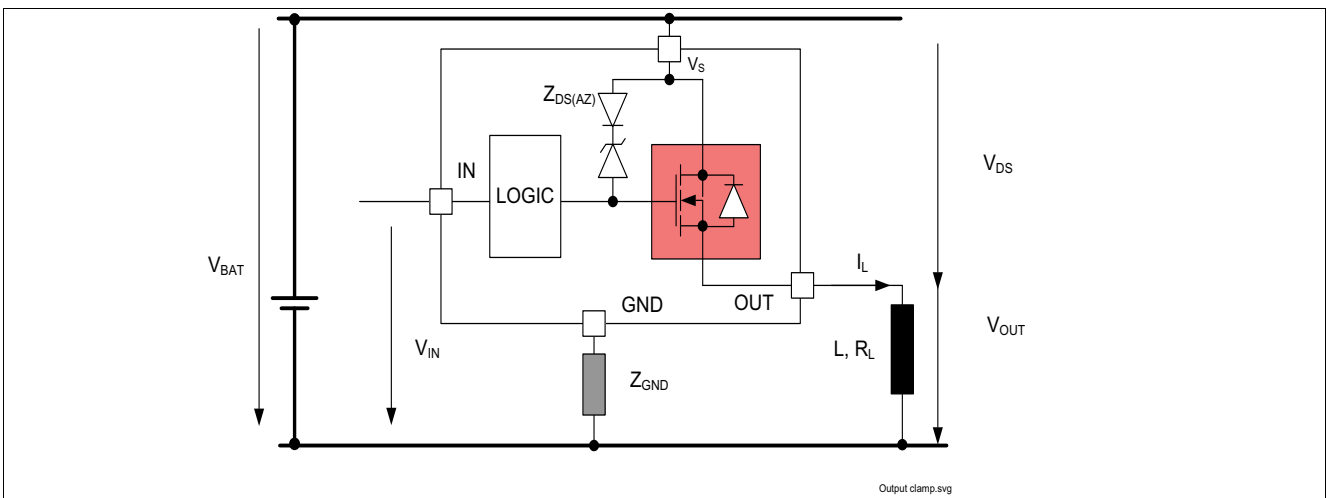 VS
ZDS(AZ)
IN
LOGIC
VDS
VBAT
IL
GND
OUT
VOUT
VIN
L, RL
ZGND
Output clamp.svg